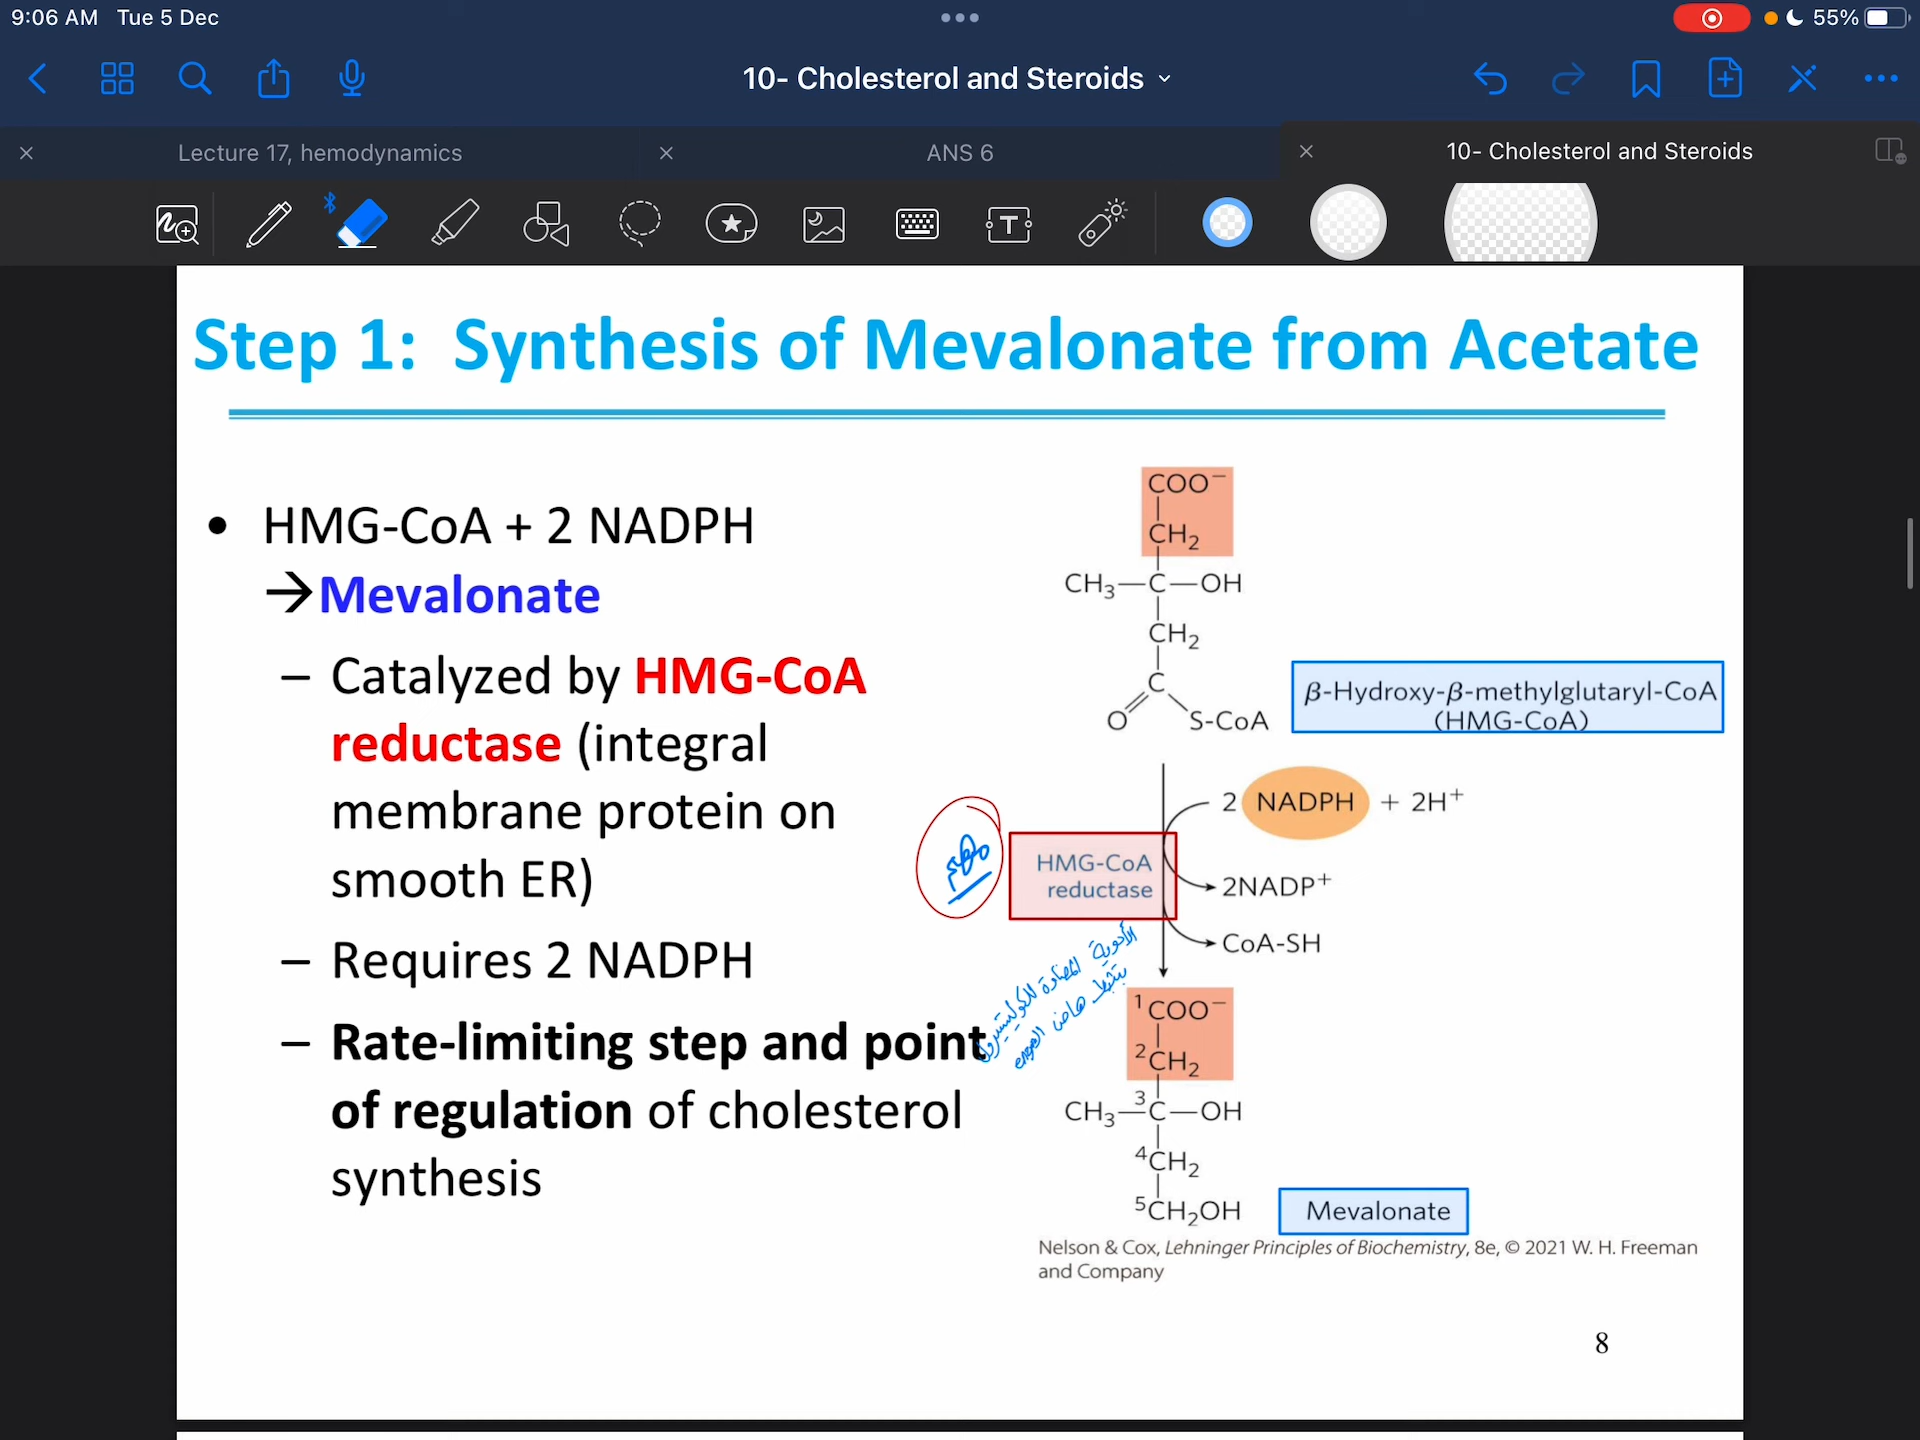 9:06 AM Tue 5 Dec
55%
10- Cholesterol and Steroids
Lecture 17, hemodynamics
ANS 6
10- Cholesterol and Steroids
Step 1: Synthesis of Mevalonate from Acetate
• HMG-CoA + 2 NADPH
→Mevalonate
– Catalyzed by HMG-CoA
reductase (integral
membrane protein on
smooth ER)
– Requires 2 NADPH
– Rate-limiting step and point
of regulation of cholesterol
synthesis
COO⁻
CH₂
CH₃—C—OH
CH₂
C
O S-CoA
β-Hydroxy-β-methylglutaryl-CoA
(HMG-CoA)
2 NADPH + 2H⁺
مهم
HMG-CoA
reductase
2NADP⁺
CoA-SH
الأدوية المضادة للكوليسترول
بتثبط هاض
¹COO⁻
²CH₂
CH₃—³C—OH
⁴CH₂
⁵CH₂OH
Mevalonate
Nelson & Cox, Lehninger Principles of Biochemistry, 8e, © 2021 W. H. Freeman
and Company
8